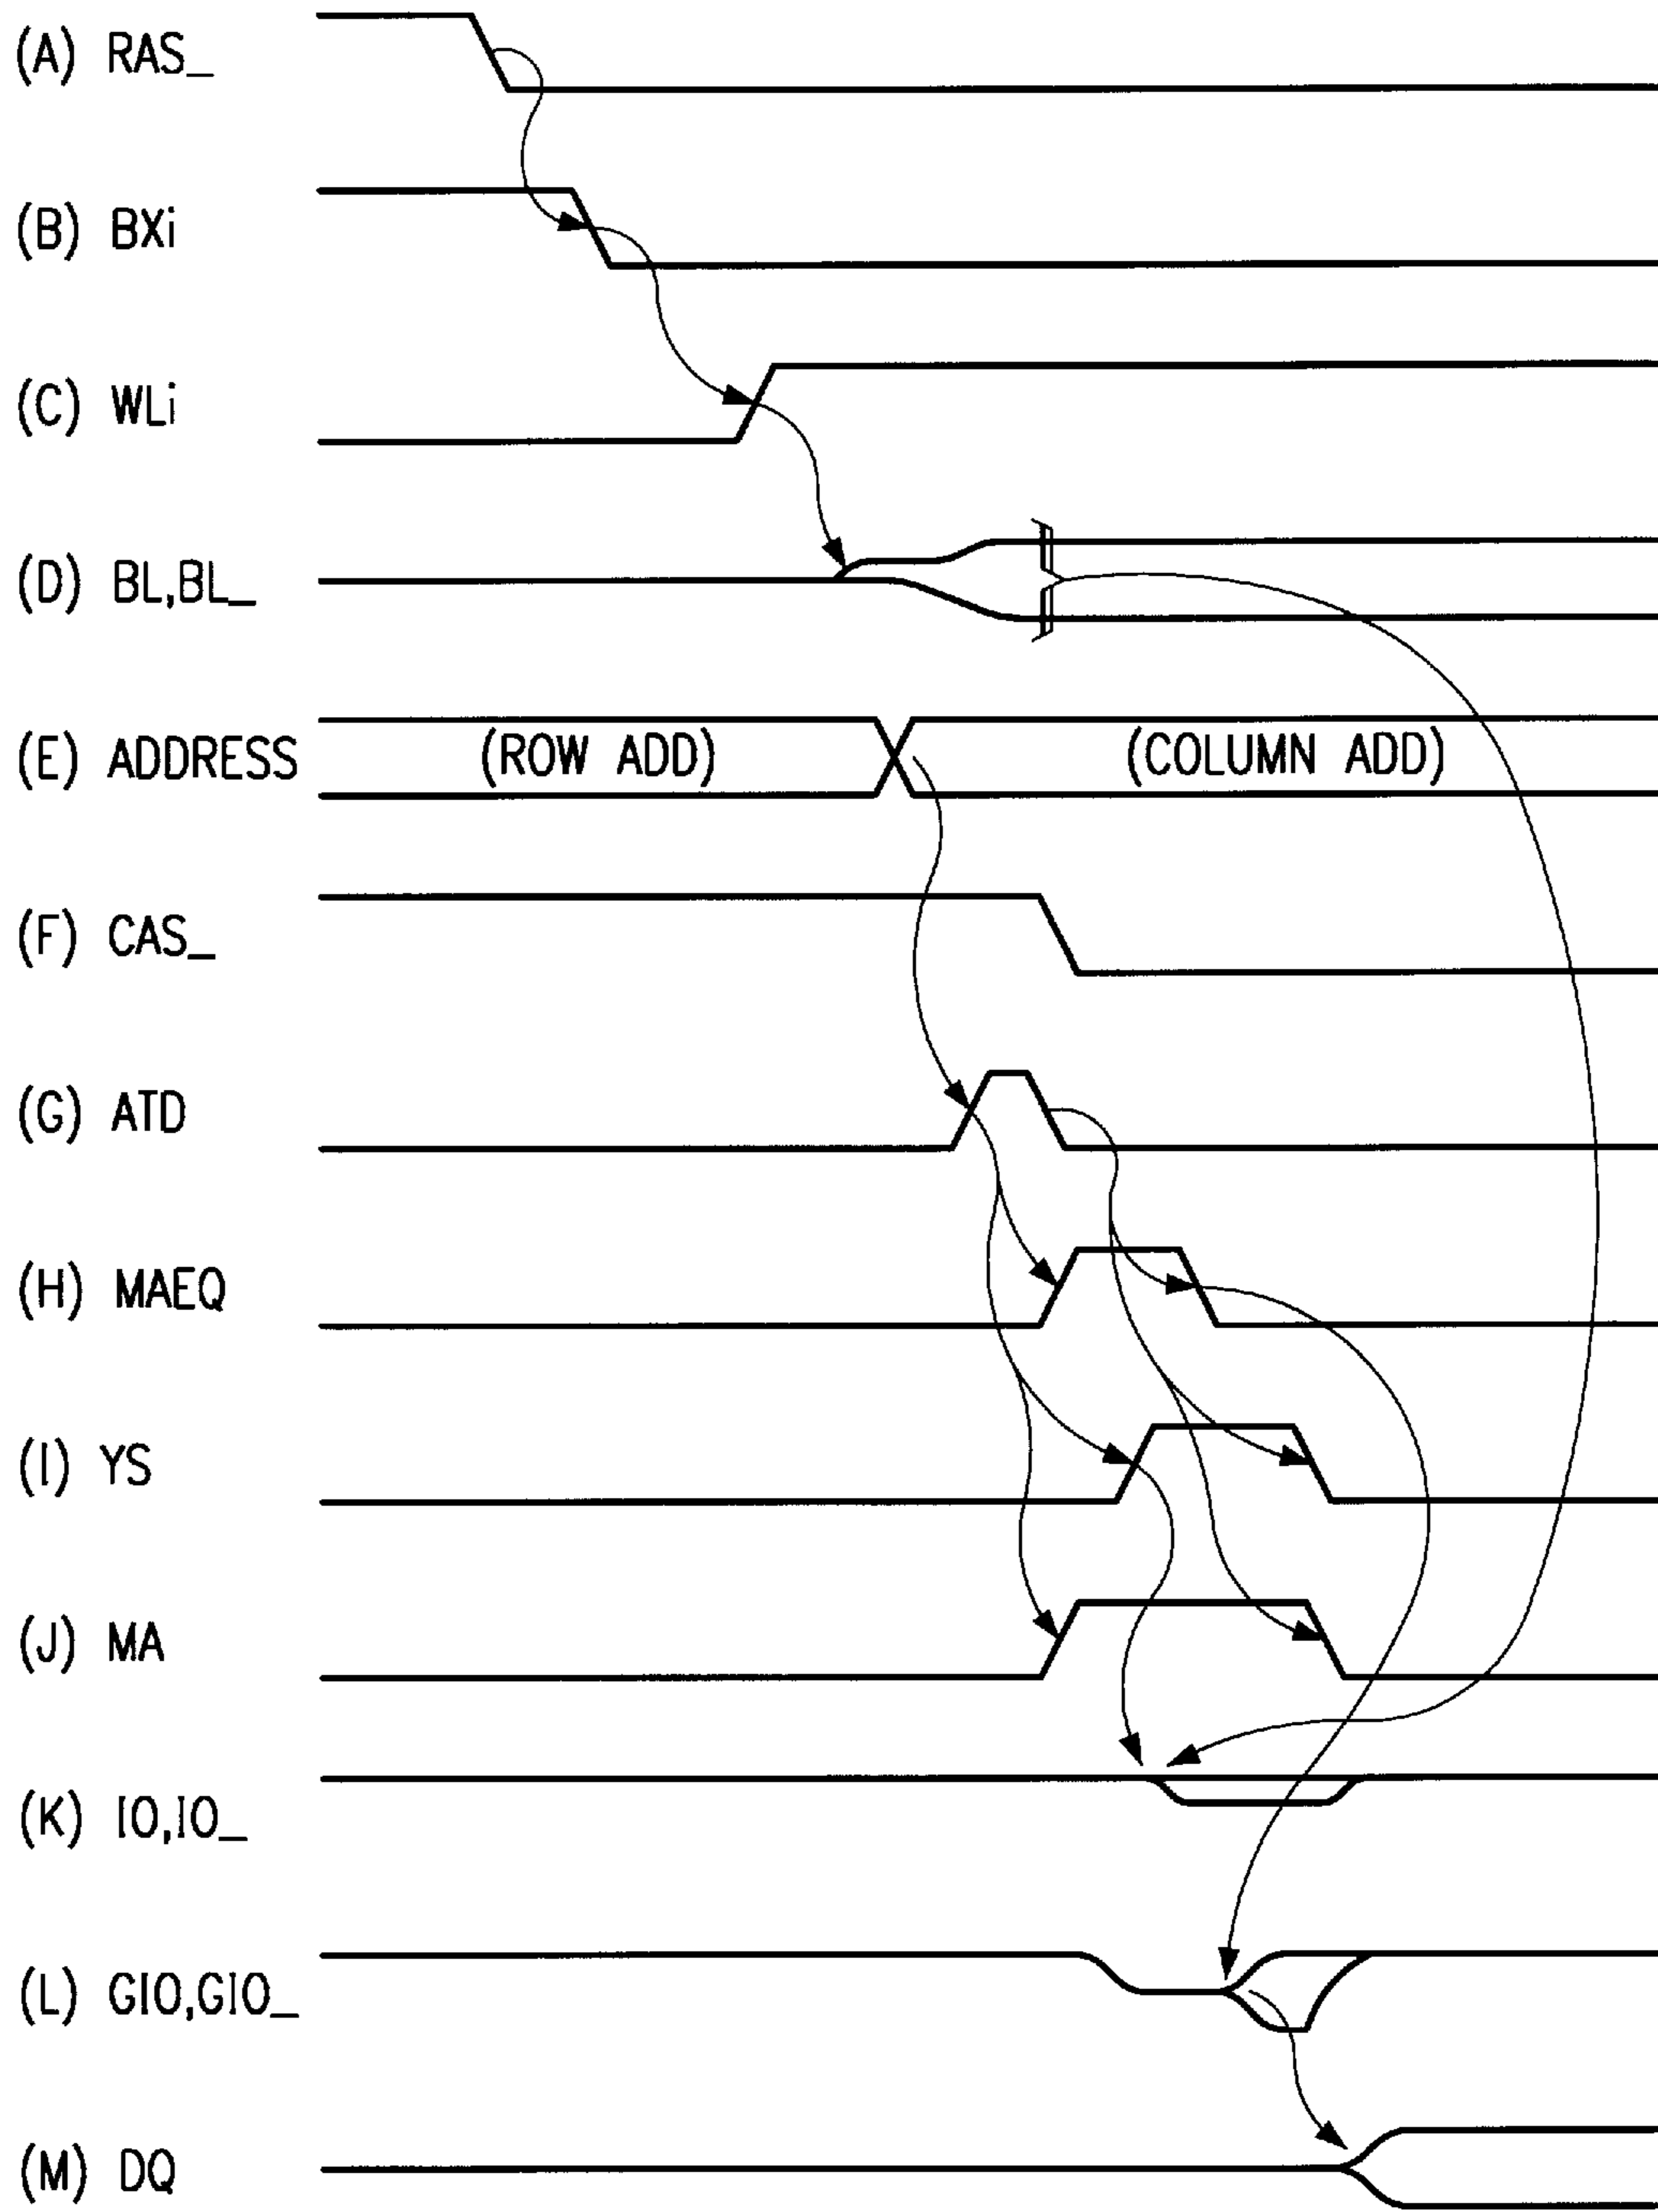 (A) RAS_
(B) BXi
(C) WLi
(D) BL,BL_
(E) ADDRESS (ROW ADD) (COLUMN ADD)
(F) CAS_
(G) ATD
(H) MAEQ
(I) YS
(J) MA
(K) IO,IO_
(L) GIO,GIO_
(M) DQ